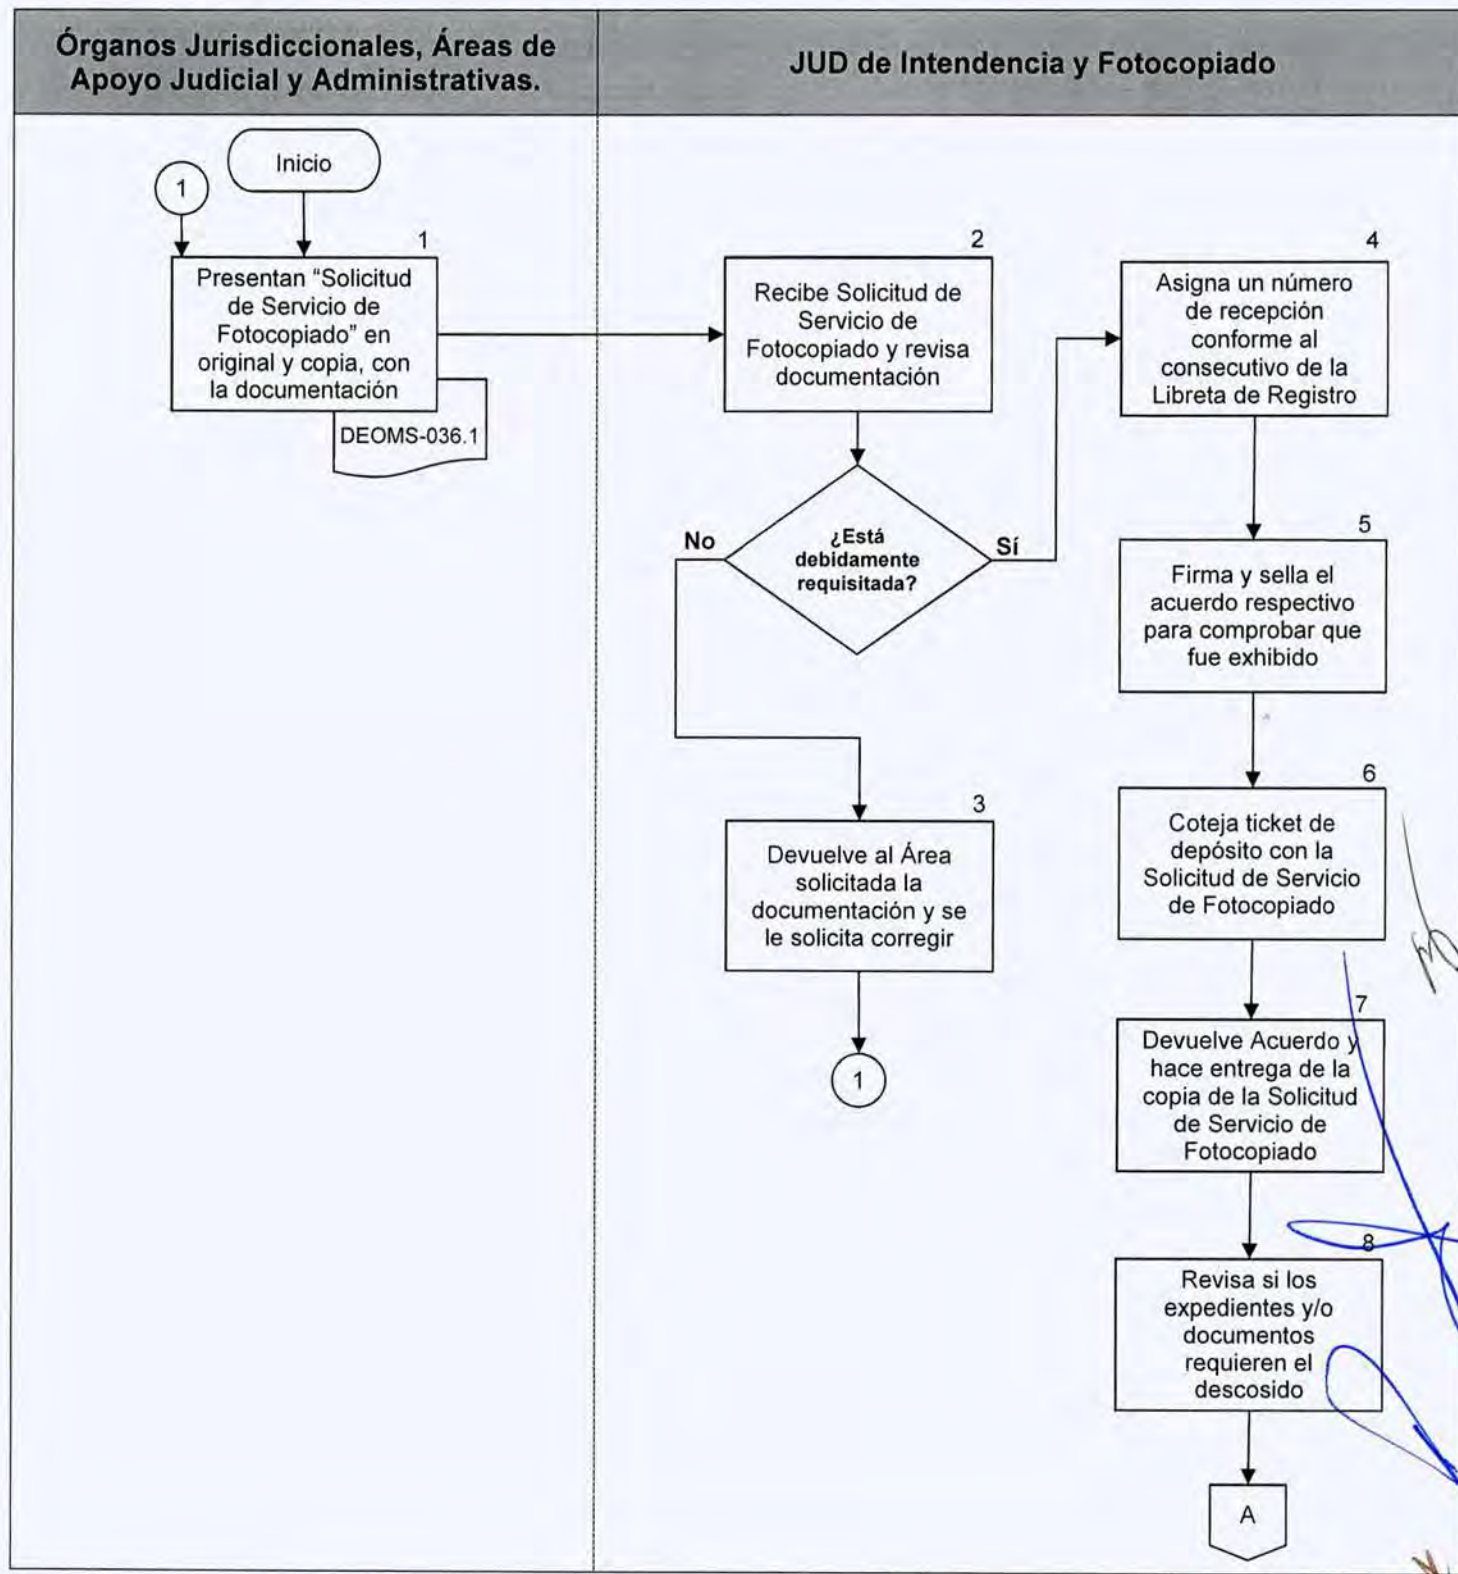 Órganos Jurisdiccionales, Áreas de
Apoyo Judicial y Administrativas.
JUD de Intendencia y Fotocopiado
Inicio
1
1
Presentan “Solicitud
de Servicio de
Fotocopiado” en
original y copia, con
la documentación
DEOMS-036.1
2
Recibe Solicitud de
Servicio de
Fotocopiado y revisa
documentación
No
¿Está
debidamente
requisitada?
Sí
3
Devuelve al Área
solicitada la
documentación y se
le solicita corregir
1
4
Asigna un número
de recepción
conforme al
consecutivo de la
Libreta de Registro
5
Firma y sella el
acuerdo respectivo
para comprobar que
fue exhibido
6
Coteja ticket de
depósito con la
Solicitud de Servicio
de Fotocopiado
7
Devuelve Acuerdo y
hace entrega de la
copia de la Solicitud
de Servicio de
Fotocopiado
8
Revisa si los
expedientes y/o
documentos
requieren el
descosido
A